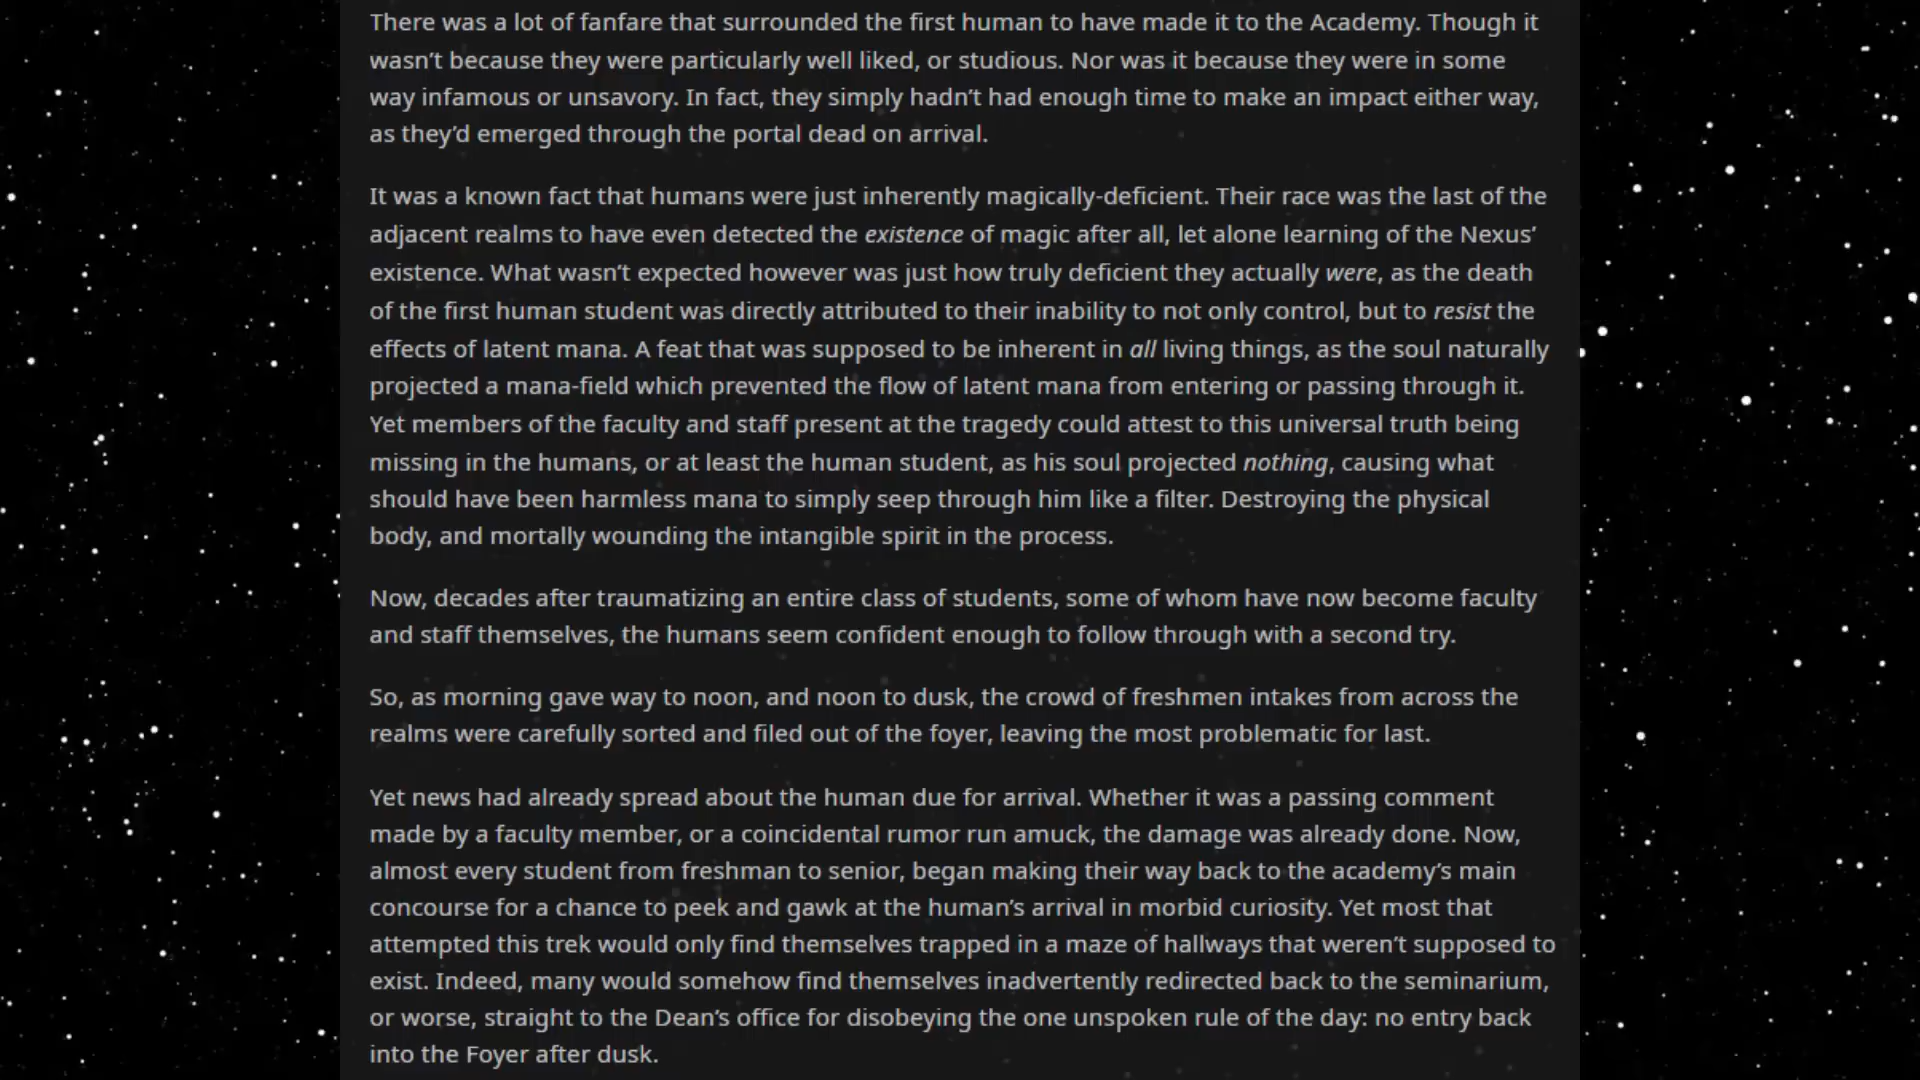 There was a lot of fanfare that surrounded the first human to have made it to the Academy. Though it
wasn’t because they were particularly well liked, or studious. Nor was it because they were in some
way infamous or unsavory. In fact, they simply hadn’t had enough time to make an impact either way,
as they’d emerged through the portal dead on arrival.
It was a known fact that humans were just inherently magically-deficient. Their race was the last of the
adjacent realms to have even detected the existence of magic after all, let alone learning of the Nexus’
existence. What wasn’t expected however was just how truly deficient they actually were, as the death
of the first human student was directly attributed to their inability to not only control, but to resist the
effects of latent mana. A feat that was supposed to be inherent in all living things, as the soul naturally
projected a mana-field which prevented the flow of latent mana from entering or passing through it.
Yet members of the faculty and staff present at the tragedy could attest to this universal truth being
missing in the humans, or at least the human student, as his soul projected nothing, causing what
should have been harmless mana to simply seep through him like a filter. Destroying the physical
body, and mortally wounding the intangible spirit in the process.
Now, decades after traumatizing an entire class of students, some of whom have now become faculty
and staff themselves, the humans seem confident enough to follow through with a second try.
So, as morning gave way to noon, and noon to dusk, the crowd of freshmen intakes from across the
realms were carefully sorted and filed out of the foyer, leaving the most problematic for last.
Yet news had already spread about the human due for arrival. Whether it was a passing comment
made by a faculty member, or a coincidental rumor run amuck, the damage was already done. Now,
almost every student from freshman to senior, began making their way back to the academy’s main
concourse for a chance to peek and gawk at the human’s arrival in morbid curiosity. Yet most that
attempted this trek would only find themselves trapped in a maze of hallways that weren’t supposed to
exist. Indeed, many would somehow find themselves inadvertently redirected back to the seminarium,
or worse, straight to the Dean’s office for disobeying the one unspoken rule of the day: no entry back
into the Foyer after dusk.